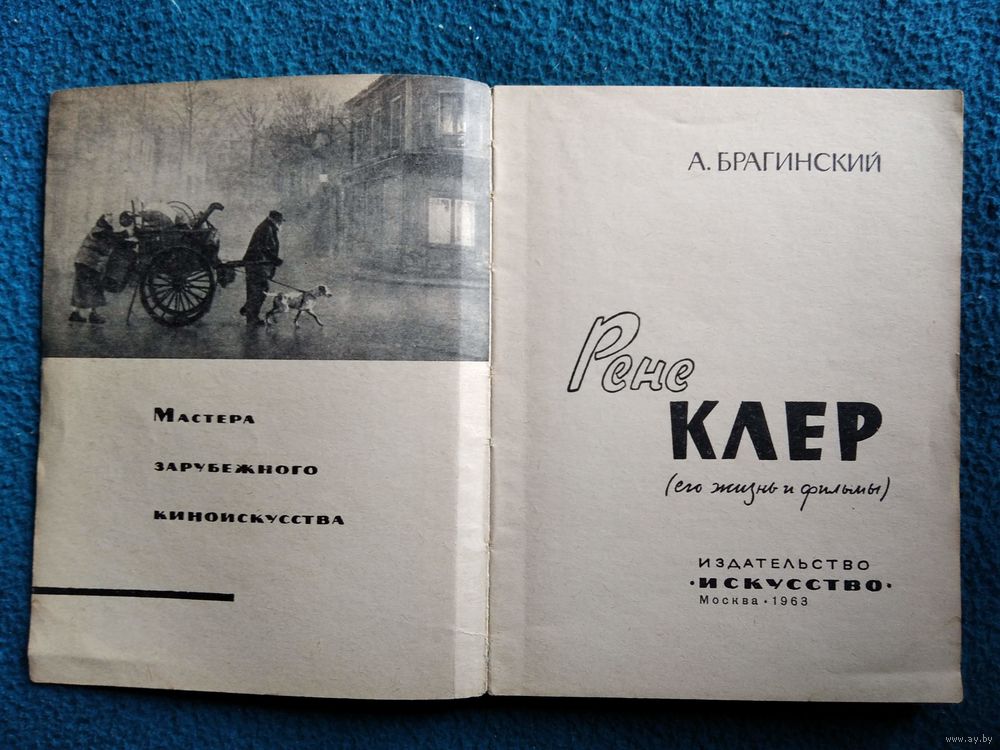 Мастера
зарубежного
киноискусства
А. БРАГИНСКИЙ
Рене
КЛЕР
(его жизнь и фильмы)
ИЗДАТЕЛЬСТВО
•ИСКУССТВО•
Москва • 1963
www.ay.by